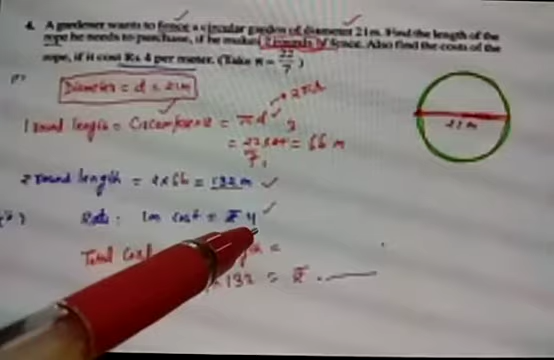 4. A gardener wants to fence a circular garden of diameter 21m. Find the length of the
rope he needs to purchase, if he makes 2 rounds of fence. Also find the costs of the
rope, if it cost Rs 4 per meter. (Take π = 22/7)
Diameter = d = 21m
2πd
1 round length = Circumference = πd
= 66 m
21 m
2 round length = 2×66 = 132 m
Rate: 1m cost = ₹ 4
Total Cost
×132 = ₹.